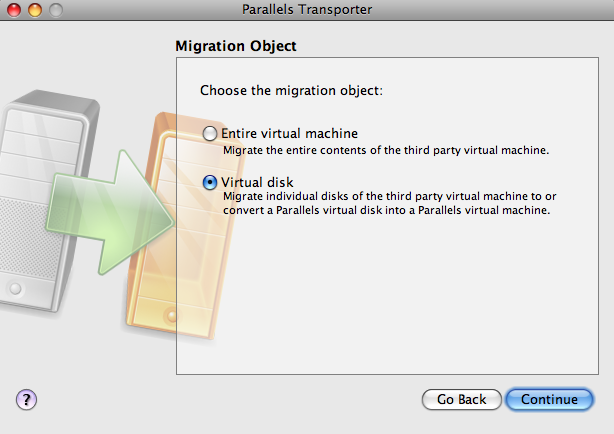 Parallels Transporter
Migration Object
Choose the migration object:
Entire virtual machine
Migrate the entire contents of the third party virtual machine.
Virtual disk
Migrate individual disks of the third party virtual machine to or
convert a Parallels virtual disk into a Parallels virtual machine.
?
Go Back
Continue